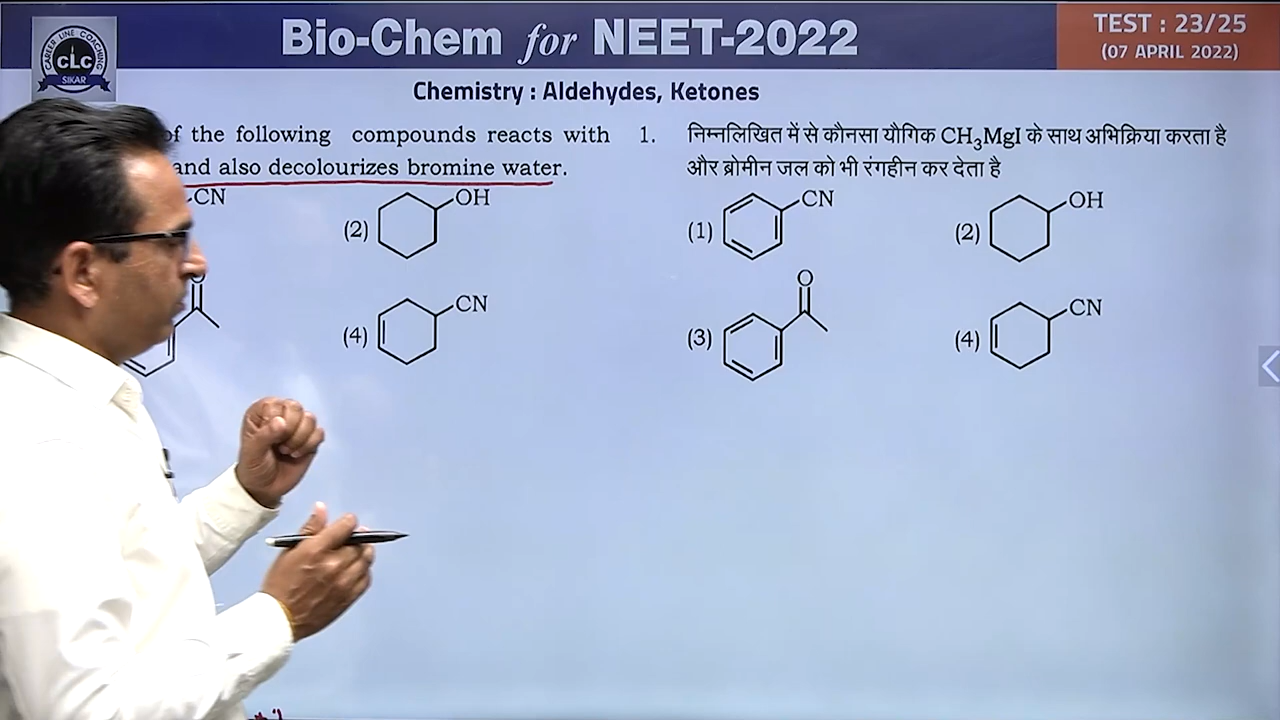 CAREER LINE COACHING
CLC
SIKAR
Bio-Chem for NEET-2022
TEST : 23/25
(07 APRIL 2022)
Chemistry : Aldehydes, Ketones
of the following compounds reacts with
and also decolourizes bromine water.
CN
(2)
OH
O
(4)
CN
1. निम्नलिखित में से कौनसा यौगिक CH₃MgI के साथ अभिक्रिया करता है
और ब्रोमीन जल को भी रंगहीन कर देता है
(1)
CN
(2)
OH
(3)
O
(4)
CN